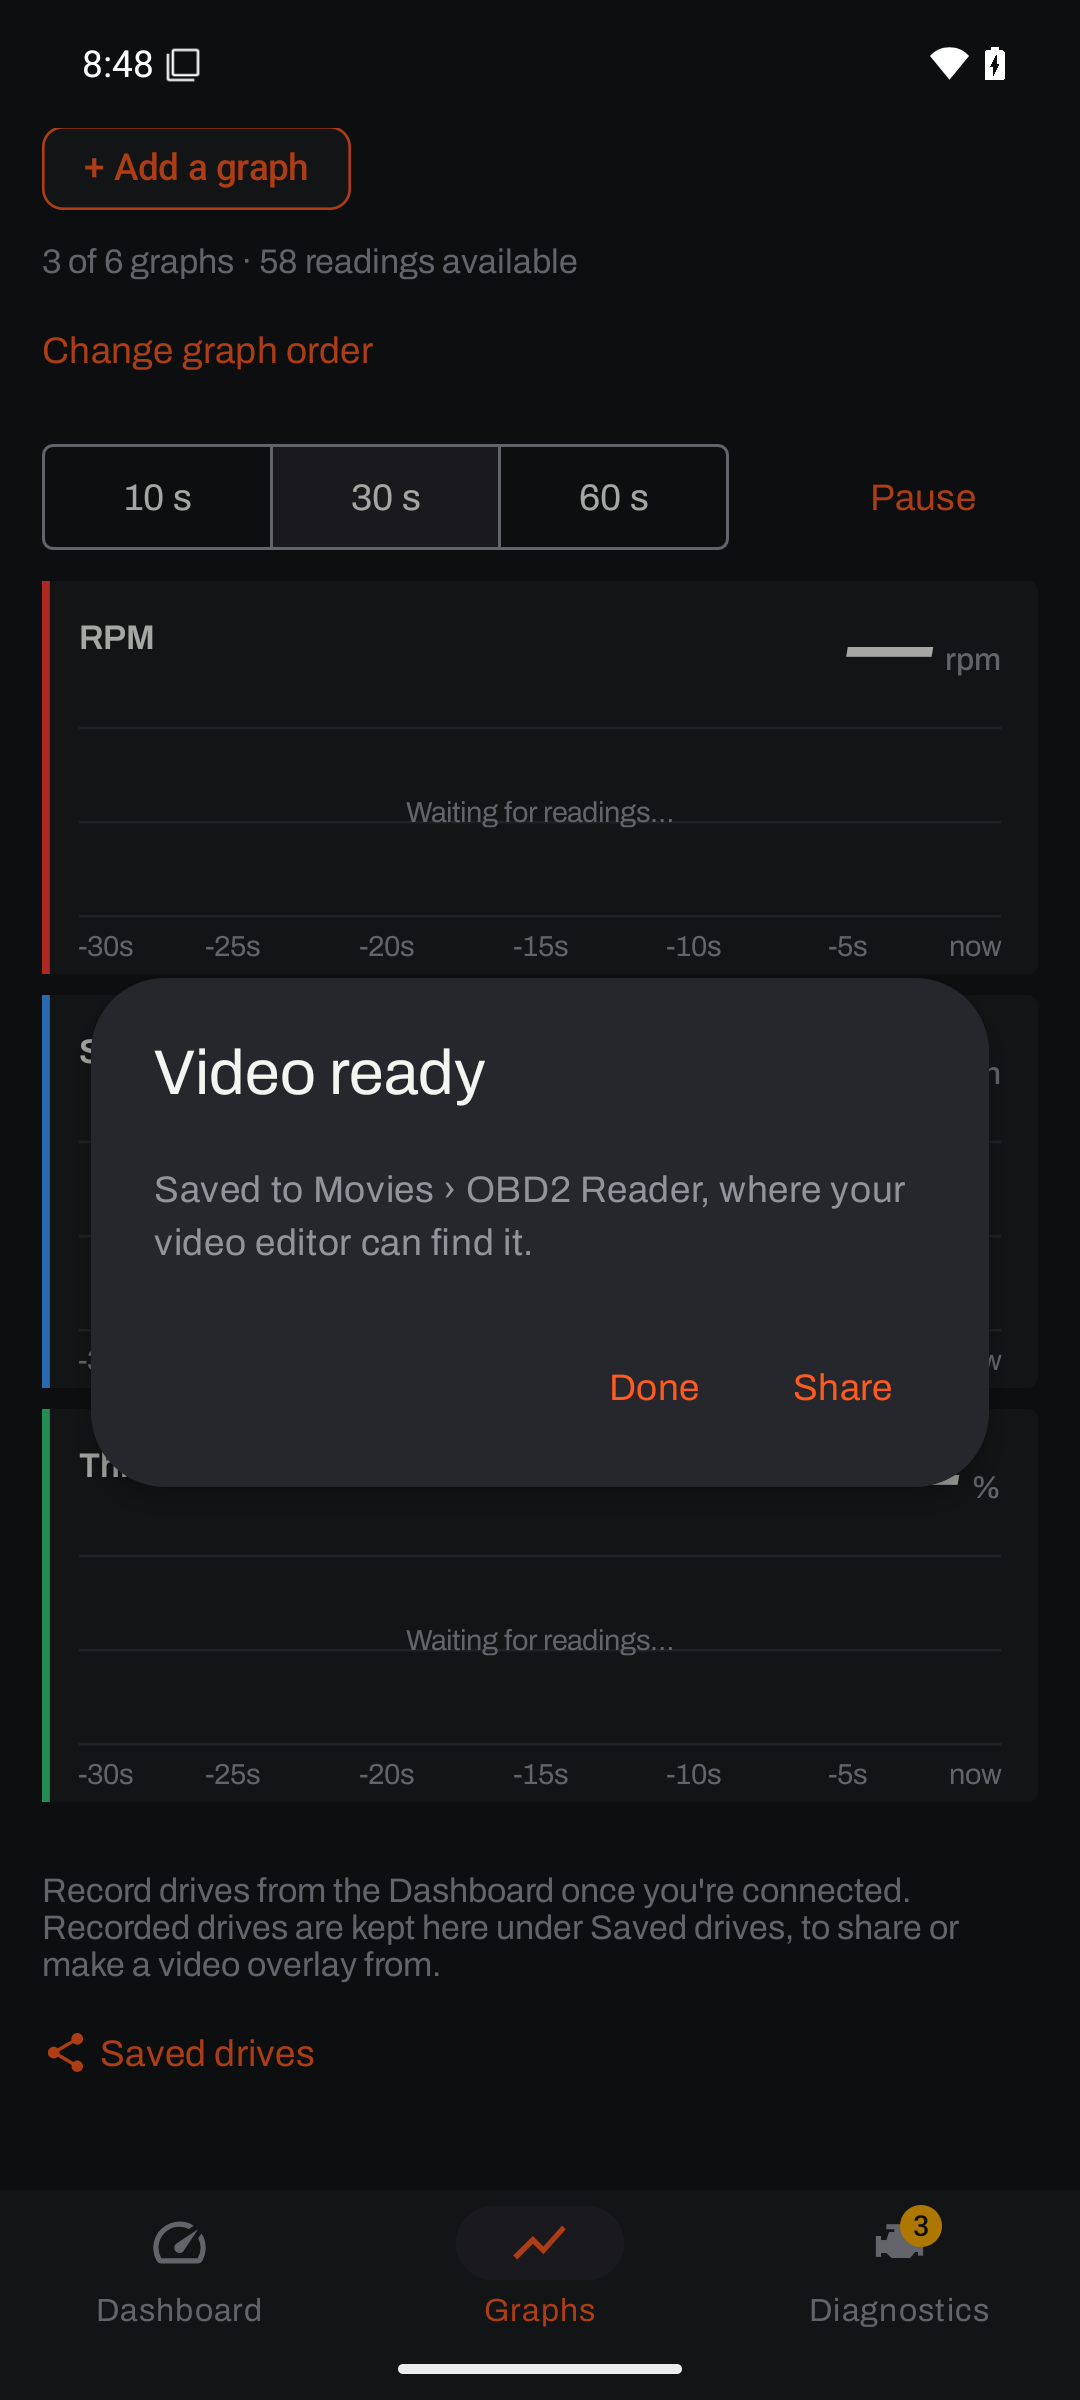 8:48
+ Add a graph
3 of 6 graphs · 58 readings available
Change graph order
10 s 30 s 60 s Pause
RPM
rpm
Waiting for readings...
-30s -25s -20s -15s -10s -5s now
Video ready
Saved to Movies › OBD2 Reader, where your
video editor can find it.
Done Share
%
Waiting for readings...
-30s -25s -20s -15s -10s -5s now
Record drives from the Dashboard once you're connected.
Recorded drives are kept here under Saved drives, to share or
make a video overlay from.
Saved drives
3
Dashboard Graphs Diagnostics